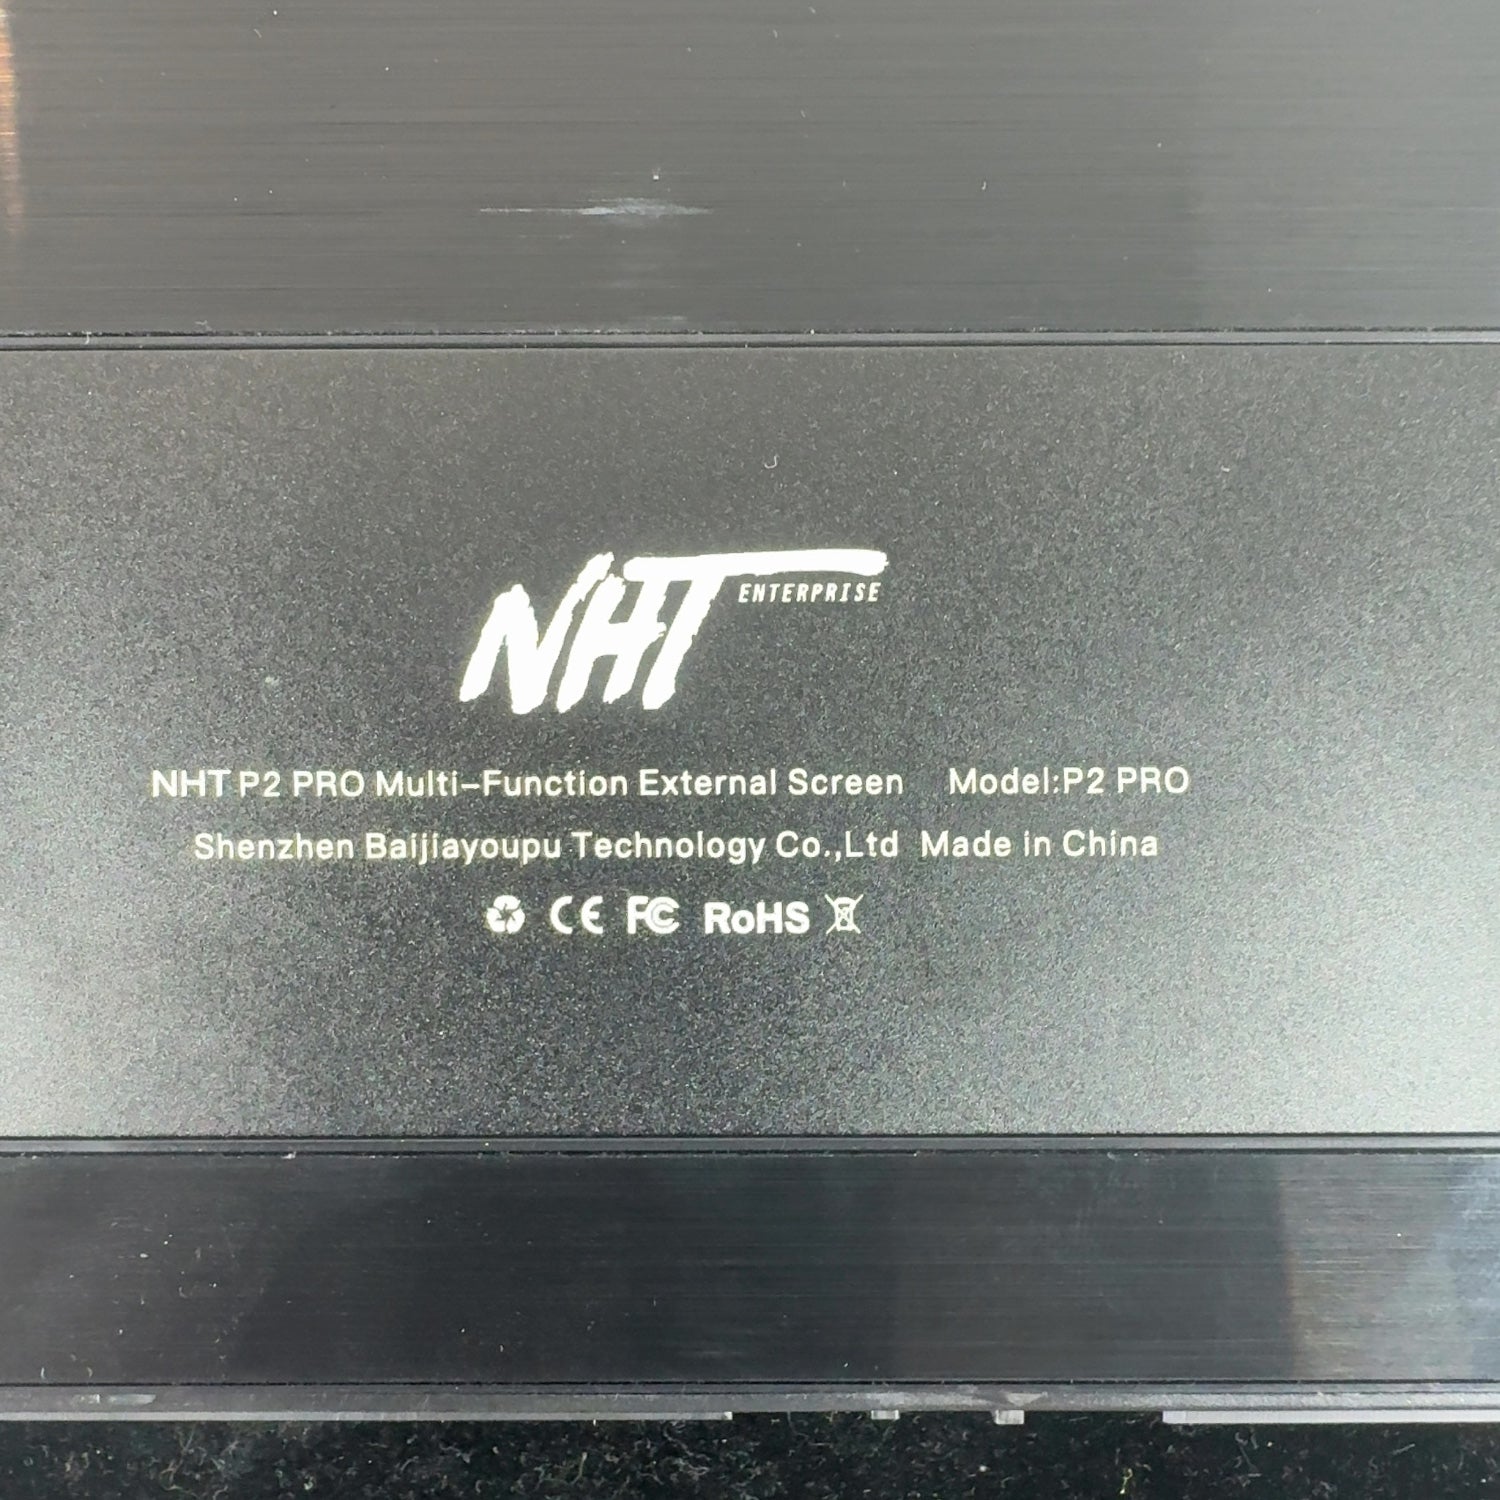 NHT
ENTERPRISE
NHT P2 PRO Multi-Function External Screen Model:P2 PRO
Shenzhen Baijiayoupu Technology Co.,Ltd Made in China
CE FC RoHS